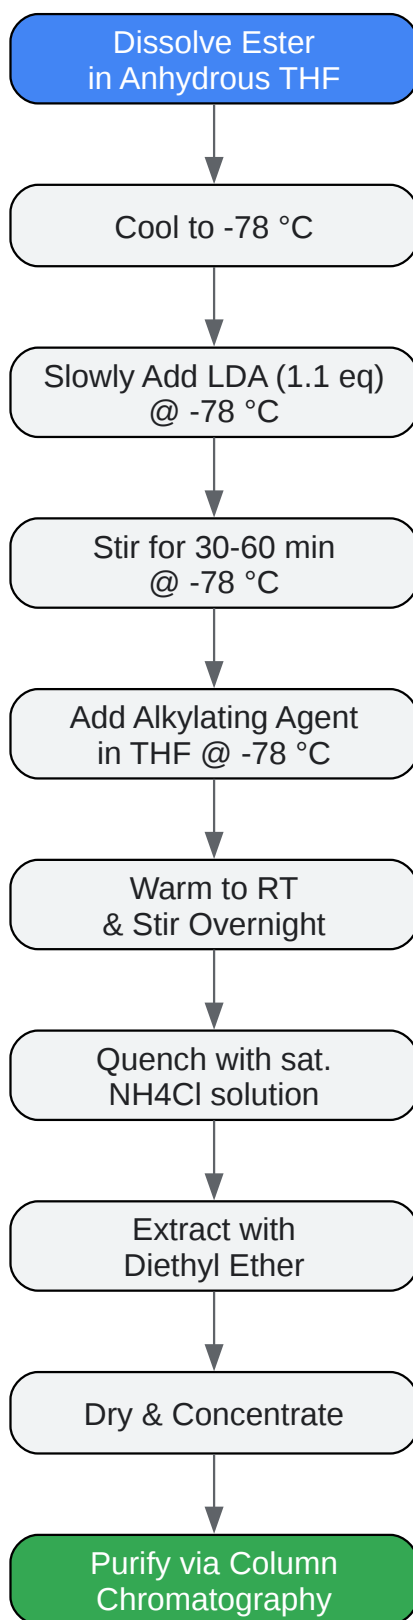 Dissolve Ester
in Anhydrous THF
Cool to -78 °C
Slowly Add LDA (1.1 eq)
@ -78 °C
Stir for 30-60 min
@ -78 °C
Add Alkylating Agent
in THF @ -78 °C
Warm to RT
& Stir Overnight
Quench with sat.
NH4Cl solution
Extract with
Diethyl Ether
Dry & Concentrate
Purify via Column
Chromatography